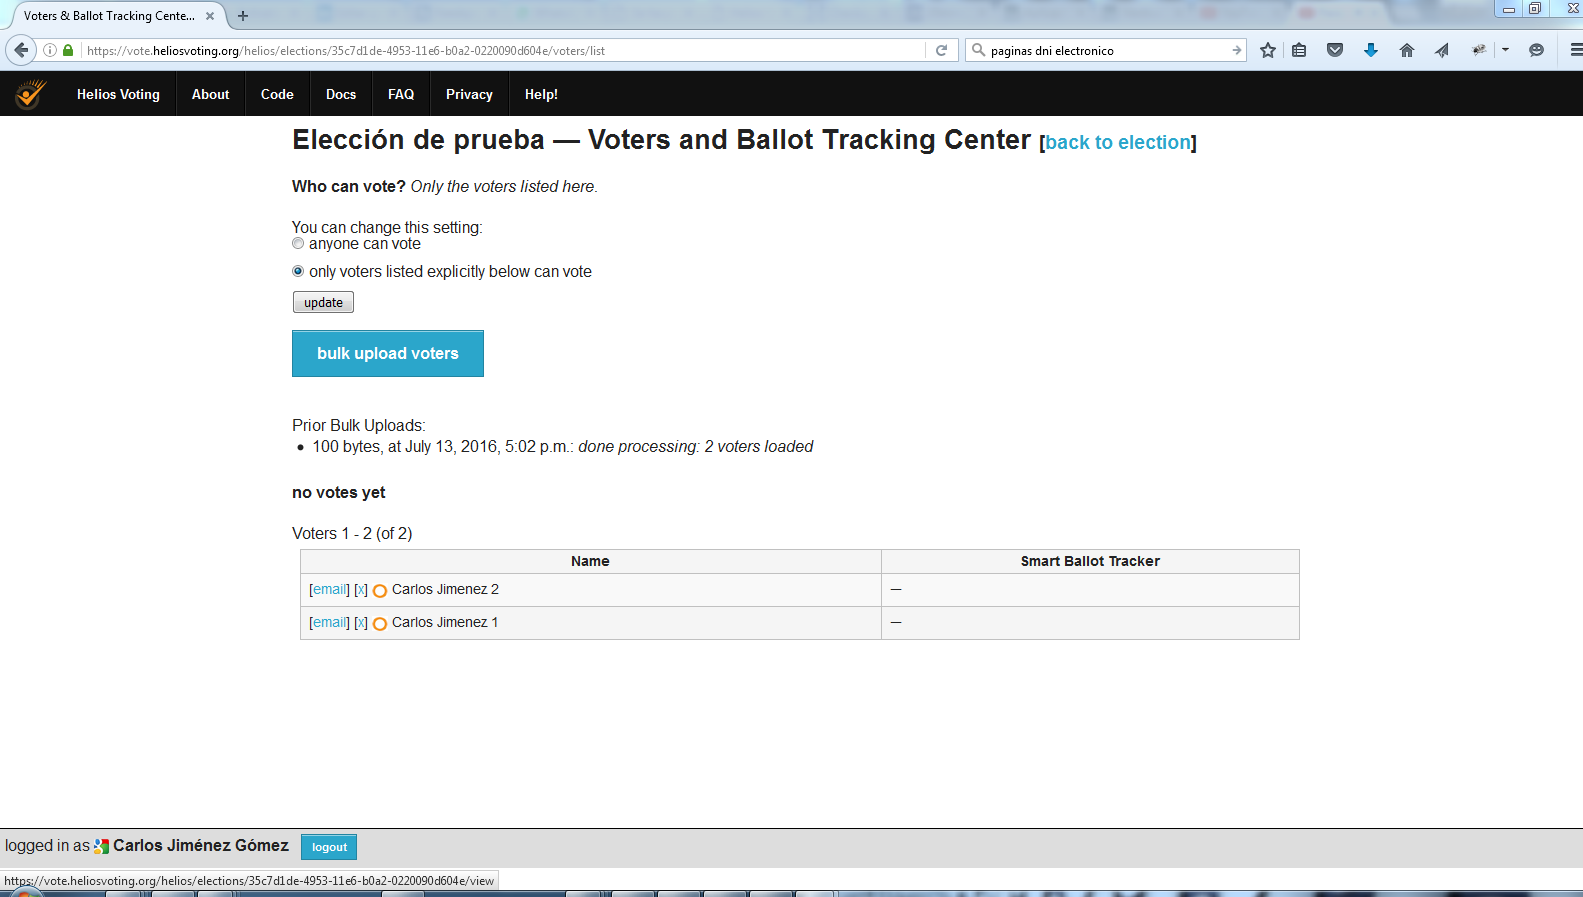 Voters & Ballot Tracking Cente...
https://vote.heliosvoting.org/helios/elections/35c7d1de-4953-11e6-b0a2-0220090d604e/voters/list
paginas dni electronico
Helios Voting About Code Docs FAQ Privacy Help!
Elección de prueba — Voters and Ballot Tracking Center [back to election]
Who can vote? Only the voters listed here.
You can change this setting:
anyone can vote
only voters listed explicitly below can vote
update
bulk upload voters
Prior Bulk Uploads:
• 100 bytes, at July 13, 2016, 5:02 p.m.: done processing: 2 voters loaded
no votes yet
Voters 1 - 2 (of 2)
Name Smart Ballot Tracker
[email] [x] Carlos Jimenez 2 —
[email] [x] Carlos Jimenez 1 —
logged in as Carlos Jiménez Gómez logout
https://vote.heliosvoting.org/helios/elections/35c7d1de-4953-11e6-b0a2-0220090d604e/view